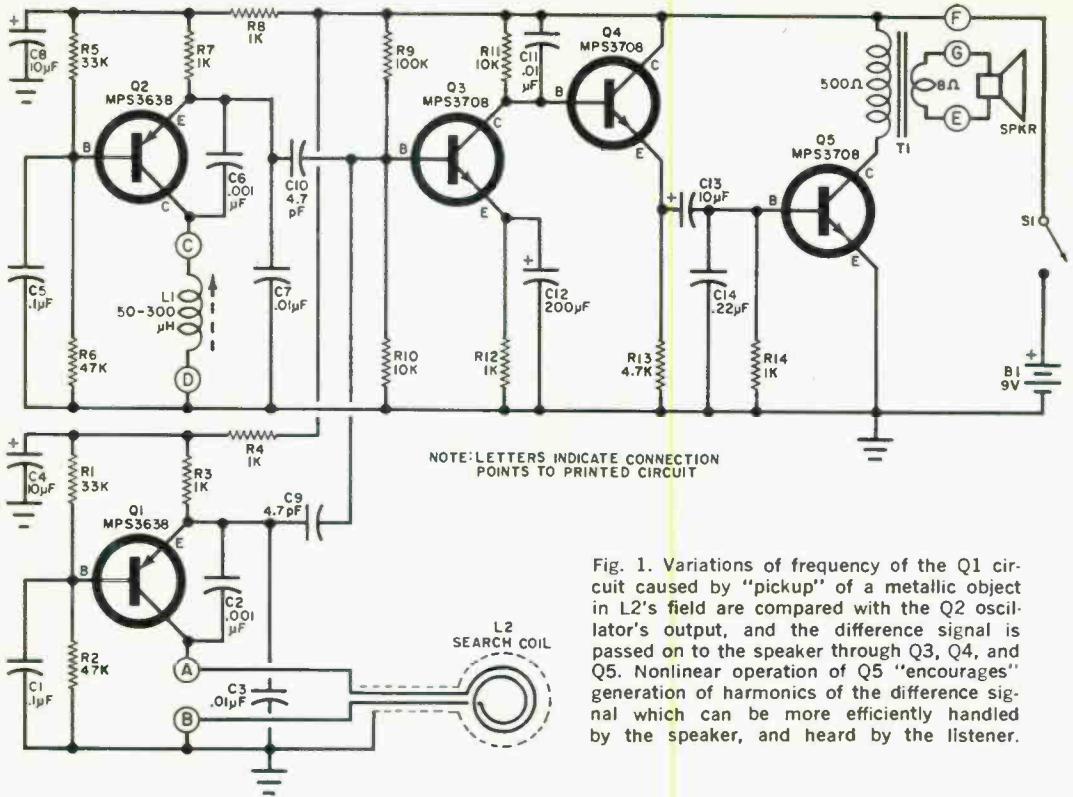 C8
10µF
R5
33K
R7
1K
R8
1K
Q2
MPS3638
B
E
C
C6
.001
µF
C10
4.7
pF
C5
.1µF
C
L1
50-300
µH
D
C7
.01µF
R6
47K
R9
100K
R11
10K
C11
.01
µF
Q3
MPS3708
B
C
E
Q4
MPS3708
B
C
E
R10
10K
R12
1K
C12
200µF
C13
10µF
R13
4.7K
C14
.22µF
R14
1K
Q5
MPS3708
B
C
E
500Ω
T1
8Ω
F
G
E
SPKR
S1
B1
9V
C4
10µF
R1
33K
R3
1K
R4
1K
C9
4.7pF
Q1
MPS3638
B
E
C2
.001
µF
R2
47K
C1
.1µF
A
B
C3
.01µF
L2
SEARCH COIL
NOTE: LETTERS INDICATE CONNECTION
POINTS TO PRINTED CIRCUIT
Fig. 1. Variations of frequency of the Q1 cir-
cuit caused by "pickup" of a metallic object
in L2's field are compared with the Q2 oscil-
lator's output, and the difference signal is
passed on to the speaker through Q3, Q4, and
Q5. Nonlinear operation of Q5 "encourages"
generation of harmonics of the difference sig-
nal which can be more efficiently handled
by the speaker, and heard by the listener.